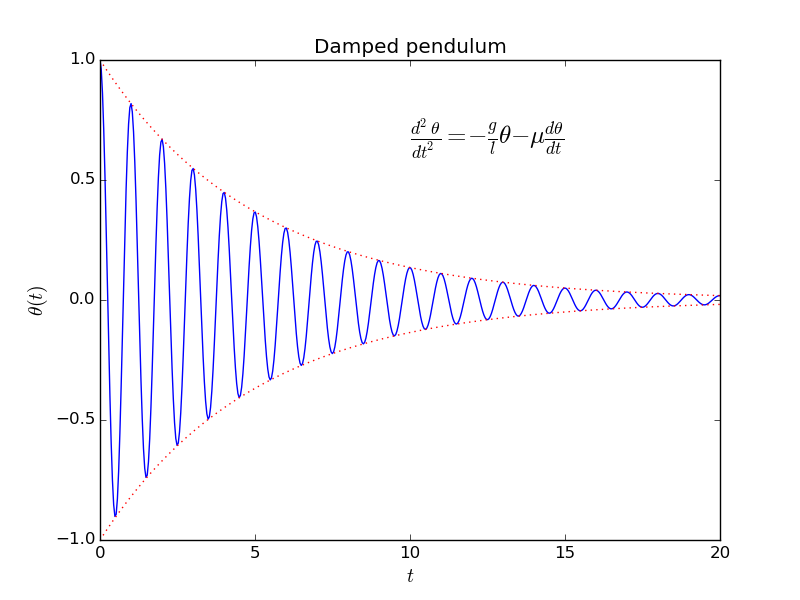 Damped pendulum
1.0
0.5
0.0
−0.5
−1.0
θ(t)
d² θ/dt² = −g/l θ − μ dθ/dt
0 5 10 15 20
t